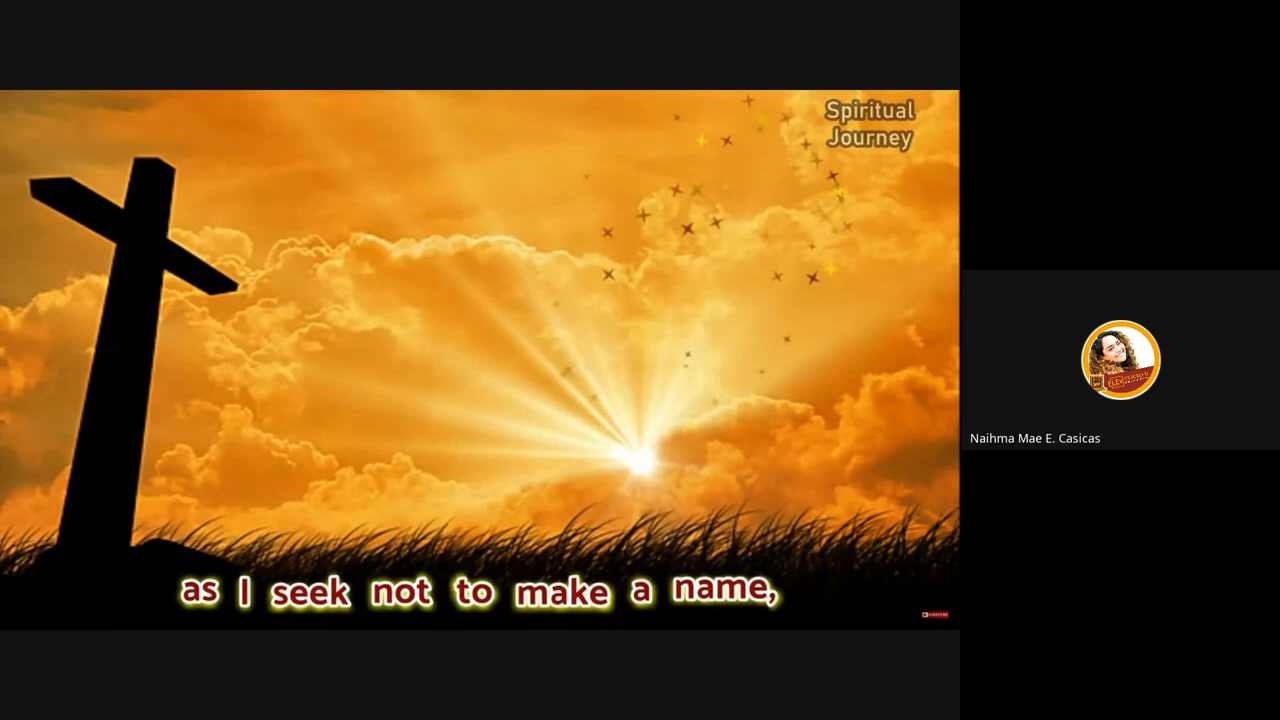 Spiritual
Journey
as I seek not to make a name,
Naihma Mae E. Casicas